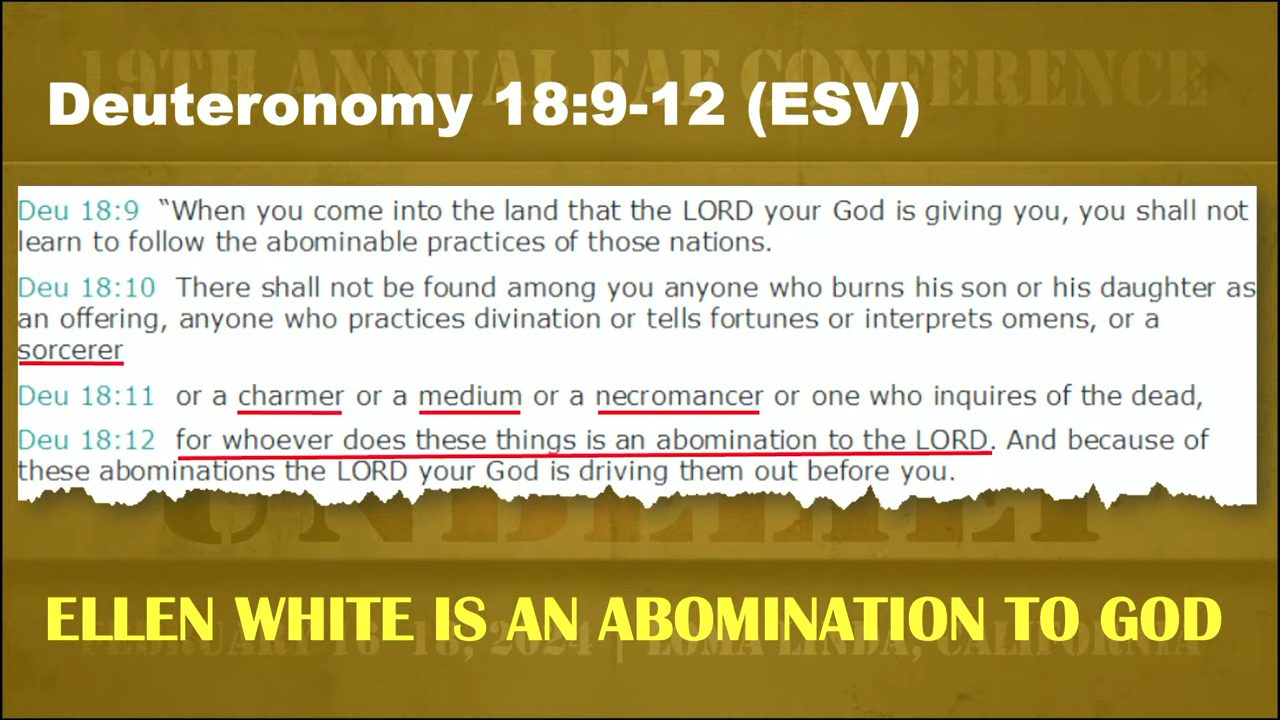 19TH ANNUAL FAF CONFERENCE
Deuteronomy 18:9-12 (ESV)
Deu 18:9 “When you come into the land that the LORD your God is giving you, you shall not
learn to follow the abominable practices of those nations.
Deu 18:10 There shall not be found among you anyone who burns his son or his daughter as
an offering, anyone who practices divination or tells fortunes or interprets omens, or a
sorcerer
Deu 18:11 or a charmer or a medium or a necromancer or one who inquires of the dead,
Deu 18:12 for whoever does these things is an abomination to the LORD. And because of
these abominations the LORD your God is driving them out before you.
UNBELIEF
ELLEN WHITE IS AN ABOMINATION TO GOD
FEBRUARY 16-18, 2024 | LOMA LINDA, CALIFORNIA